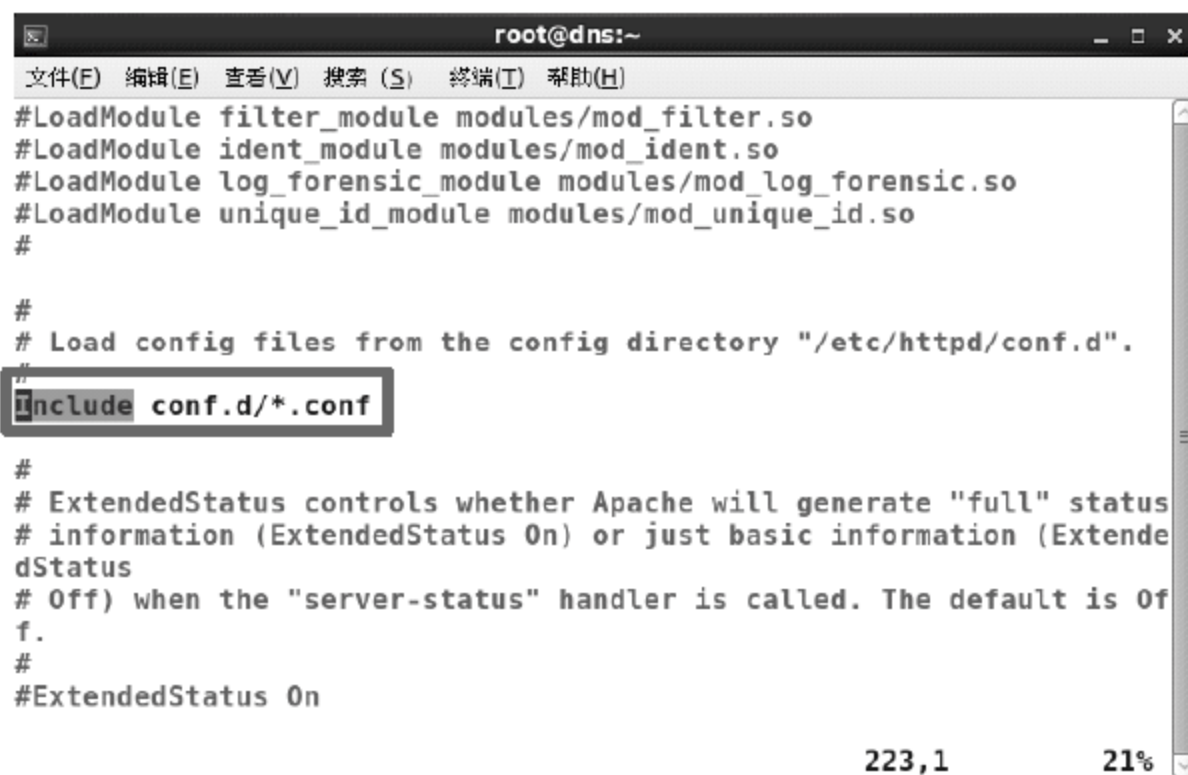 root@dns:~
文件(F) 编辑(E) 查看(V) 搜索 (S) 终端(T) 帮助(H)
#LoadModule filter_module modules/mod_filter.so
#LoadModule ident_module modules/mod_ident.so
#LoadModule log_forensic_module modules/mod_log_forensic.so
#LoadModule unique_id_module modules/mod_unique_id.so
#
#
# Load config files from the config directory "/etc/httpd/conf.d".
#
Include conf.d/*.conf
#
# ExtendedStatus controls whether Apache will generate "full" status
# information (ExtendedStatus On) or just basic information (Extende
dStatus
# Off) when the "server-status" handler is called. The default is Of
f.
#
#ExtendedStatus On
223,1 21%